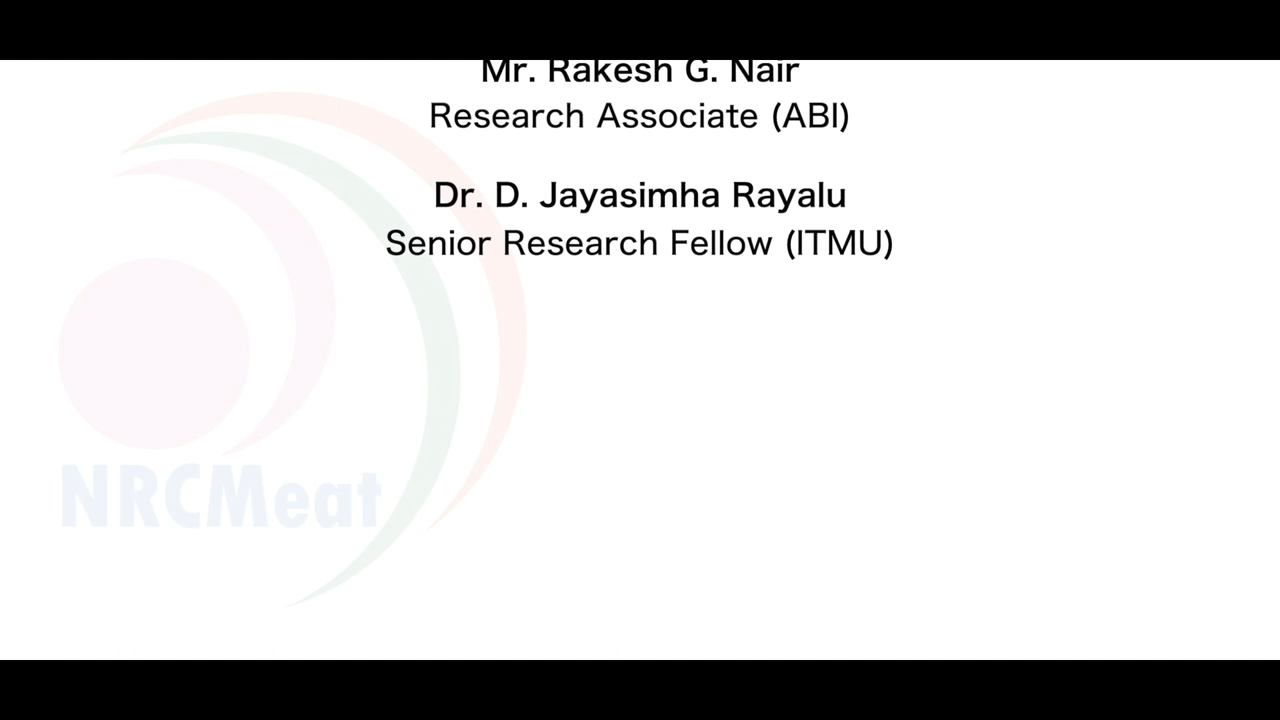 Mr. Rakesh G. Nair
Research Associate (ABI)
Dr. D. Jayasimha Rayalu
Senior Research Fellow (ITMU)
NRCMeat